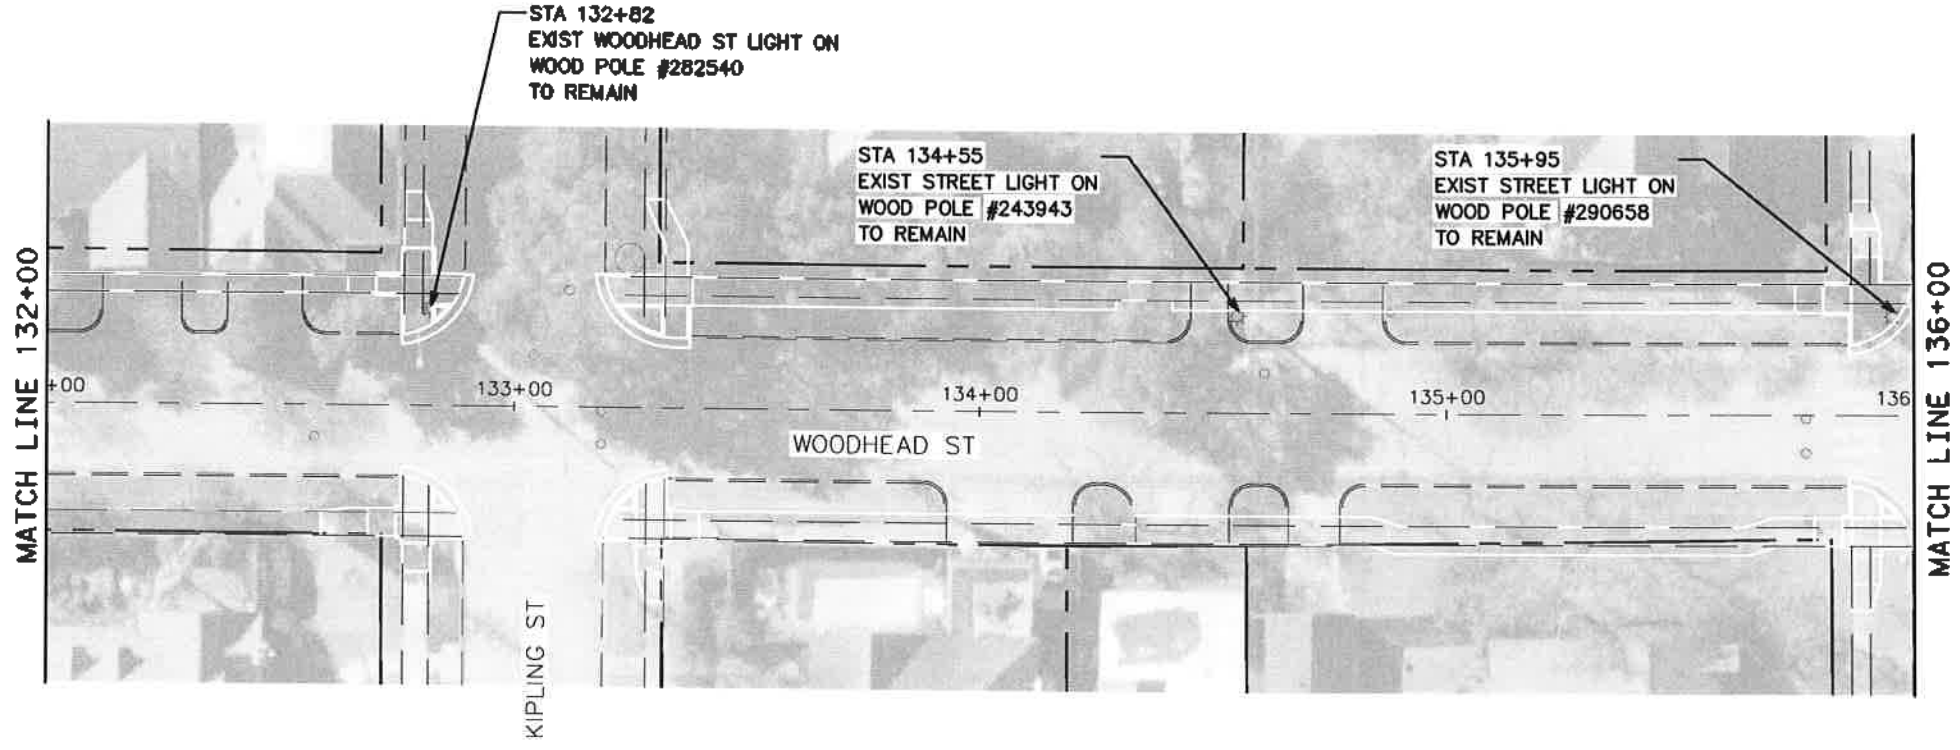 STA 132+82
EXIST WOODHEAD ST LIGHT ON
WOOD POLE #282540
TO REMAIN
STA 134+55
EXIST STREET LIGHT ON
WOOD POLE #243943
TO REMAIN
STA 135+95
EXIST STREET LIGHT ON
WOOD POLE #290658
TO REMAIN
MATCH LINE 132+00
+00
133+00
134+00
135+00
136
MATCH LINE 136+00
WOODHEAD ST
KIPLING ST